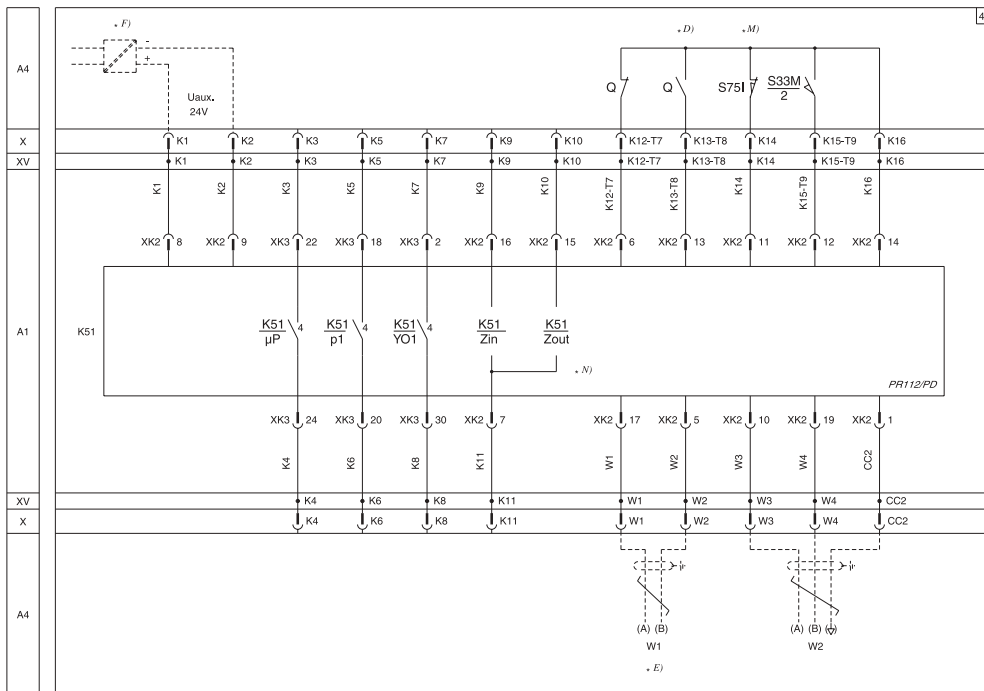 4
* F)
* D)
* M)
-
+
A4
Uaux.
24V
Q
Q
S75I
S33M
2
X
K1
K2
K3
K5
K7
K9
K10
K12-T7
K13-T8
K14
K15-T9
K16
XV
K1
K2
K3
K5
K7
K9
K10
K12-T7
K13-T8
K14
K15-T9
K16
K1
K2
K3
K5
K7
K9
K10
K12-T7
K13-T8
K14
K15-T9
K16
XK2 8
XK2 9
XK3 22
XK3 18
XK3 2
XK2 16
XK2 15
XK2 6
XK2 13
XK2 11
XK2 12
XK2 14
A1
K51
K51
µP
4
K51
p1
4
K51
YO1
4
K51
Zin
K51
Zout
* N)
PR112/PD
XK3 24
XK3 20
XK3 30
XK2 7
XK2 17
XK2 5
XK2 10
XK2 19
XK2 1
K4
K6
K8
K11
W1
W2
W3
W4
CC2
XV
K4
K6
K8
K11
W1
W2
W3
W4
CC2
X
K4
K6
K8
K11
W1
W2
W3
W4
CC2
A4
(A) (B)
W1
(A) (B)
W2
* E)